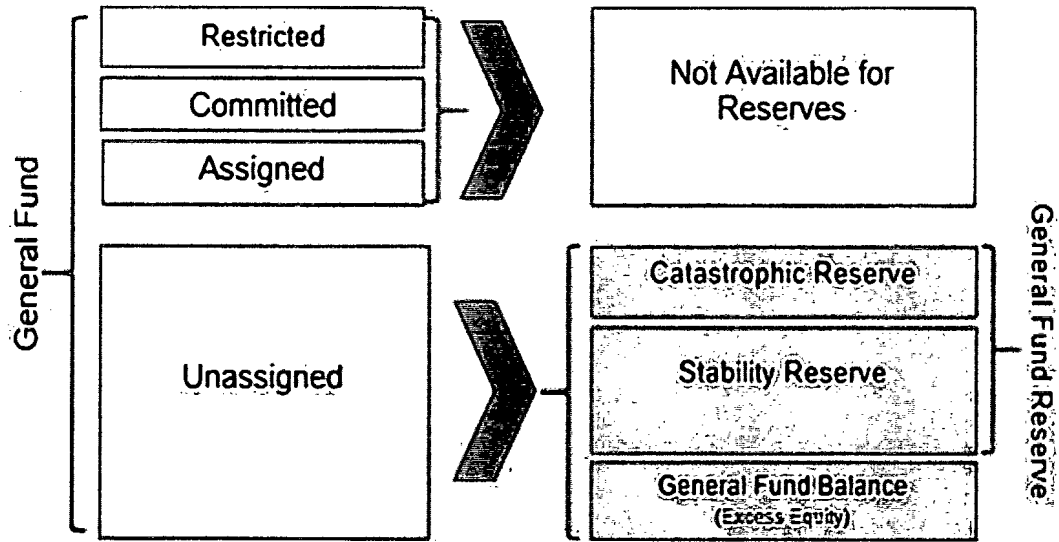 General Fund
Restricted
Committed
Assigned
Unassigned
Not Available for
Reserves
Catastrophic Reserve
Stability Reserve
General Fund Balance
(Excess Equity)
General Fund Reserve